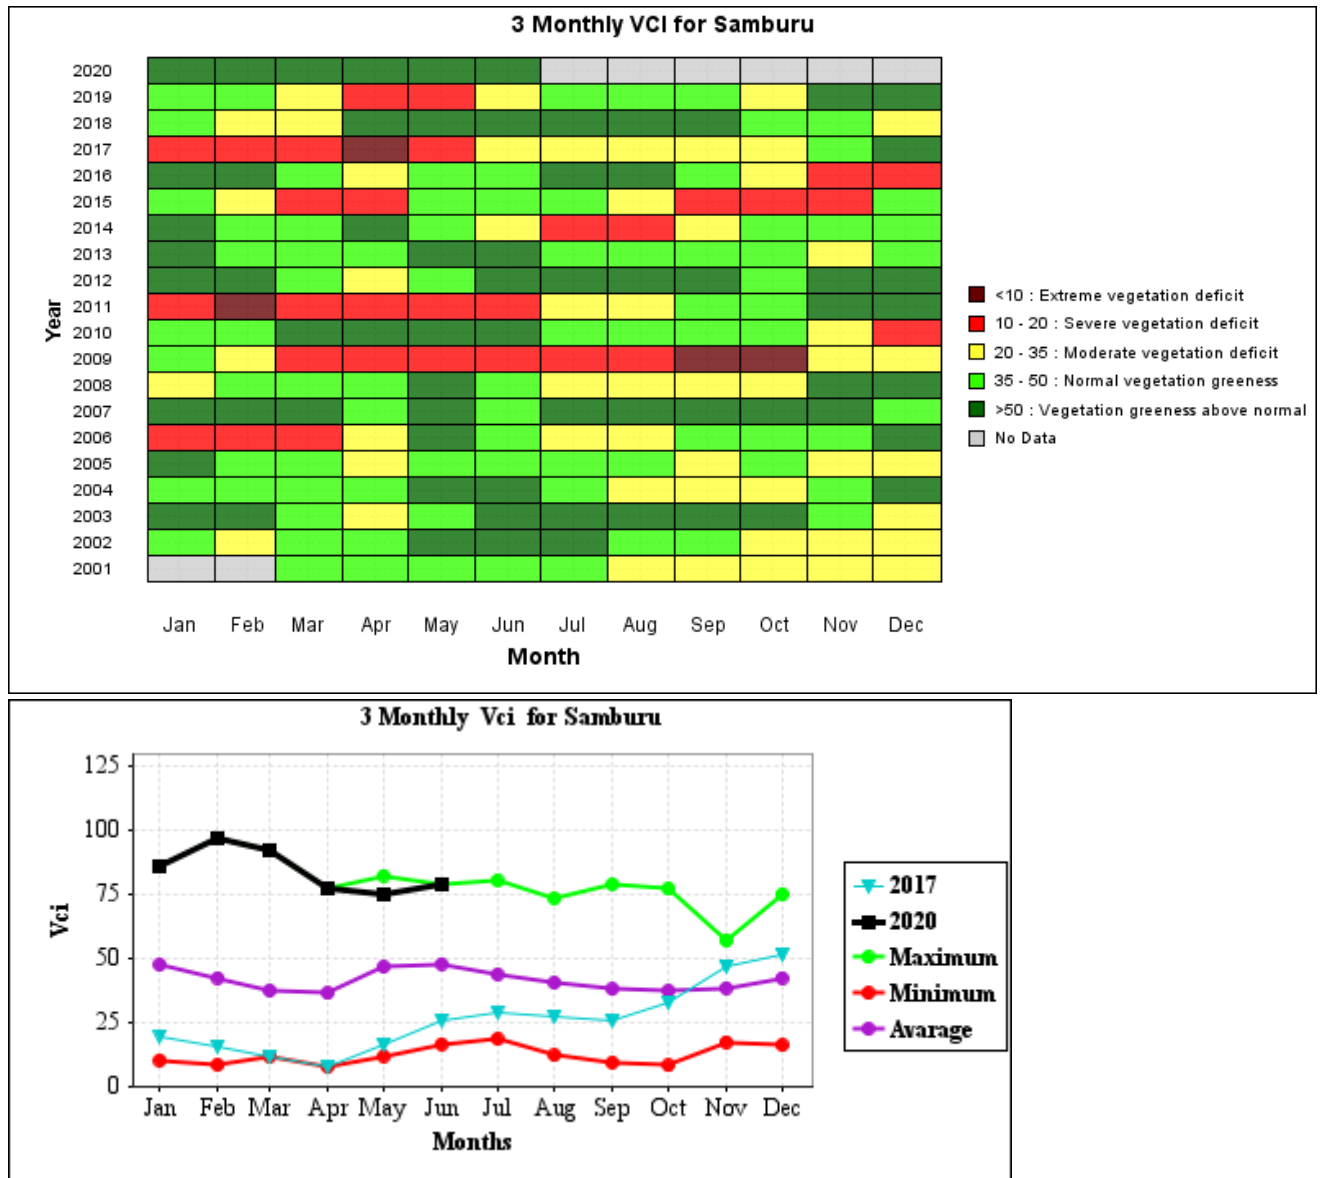 3 Monthly VCI for Samburu
2020
2019
2018
2017
2016
2015
2014
2013
2012
2011
2010
2009
2008
2007
2006
2005
2004
2003
2002
2001
Year
Jan Feb Mar Apr May Jun Jul Aug Sep Oct Nov Dec
Month
<10 : Extreme vegetation deficit
10 - 20 : Severe vegetation deficit
20 - 35 : Moderate vegetation deficit
35 - 50 : Normal vegetation greeness
>50 : Vegetation greeness above normal
No Data
3 Monthly Vci for Samburu
125
100
75
50
25
0
Vci
Jan Feb Mar Apr May Jun Jul Aug Sep Oct Nov Dec
Months
2017
2020
Maximum
Minimum
Avarage